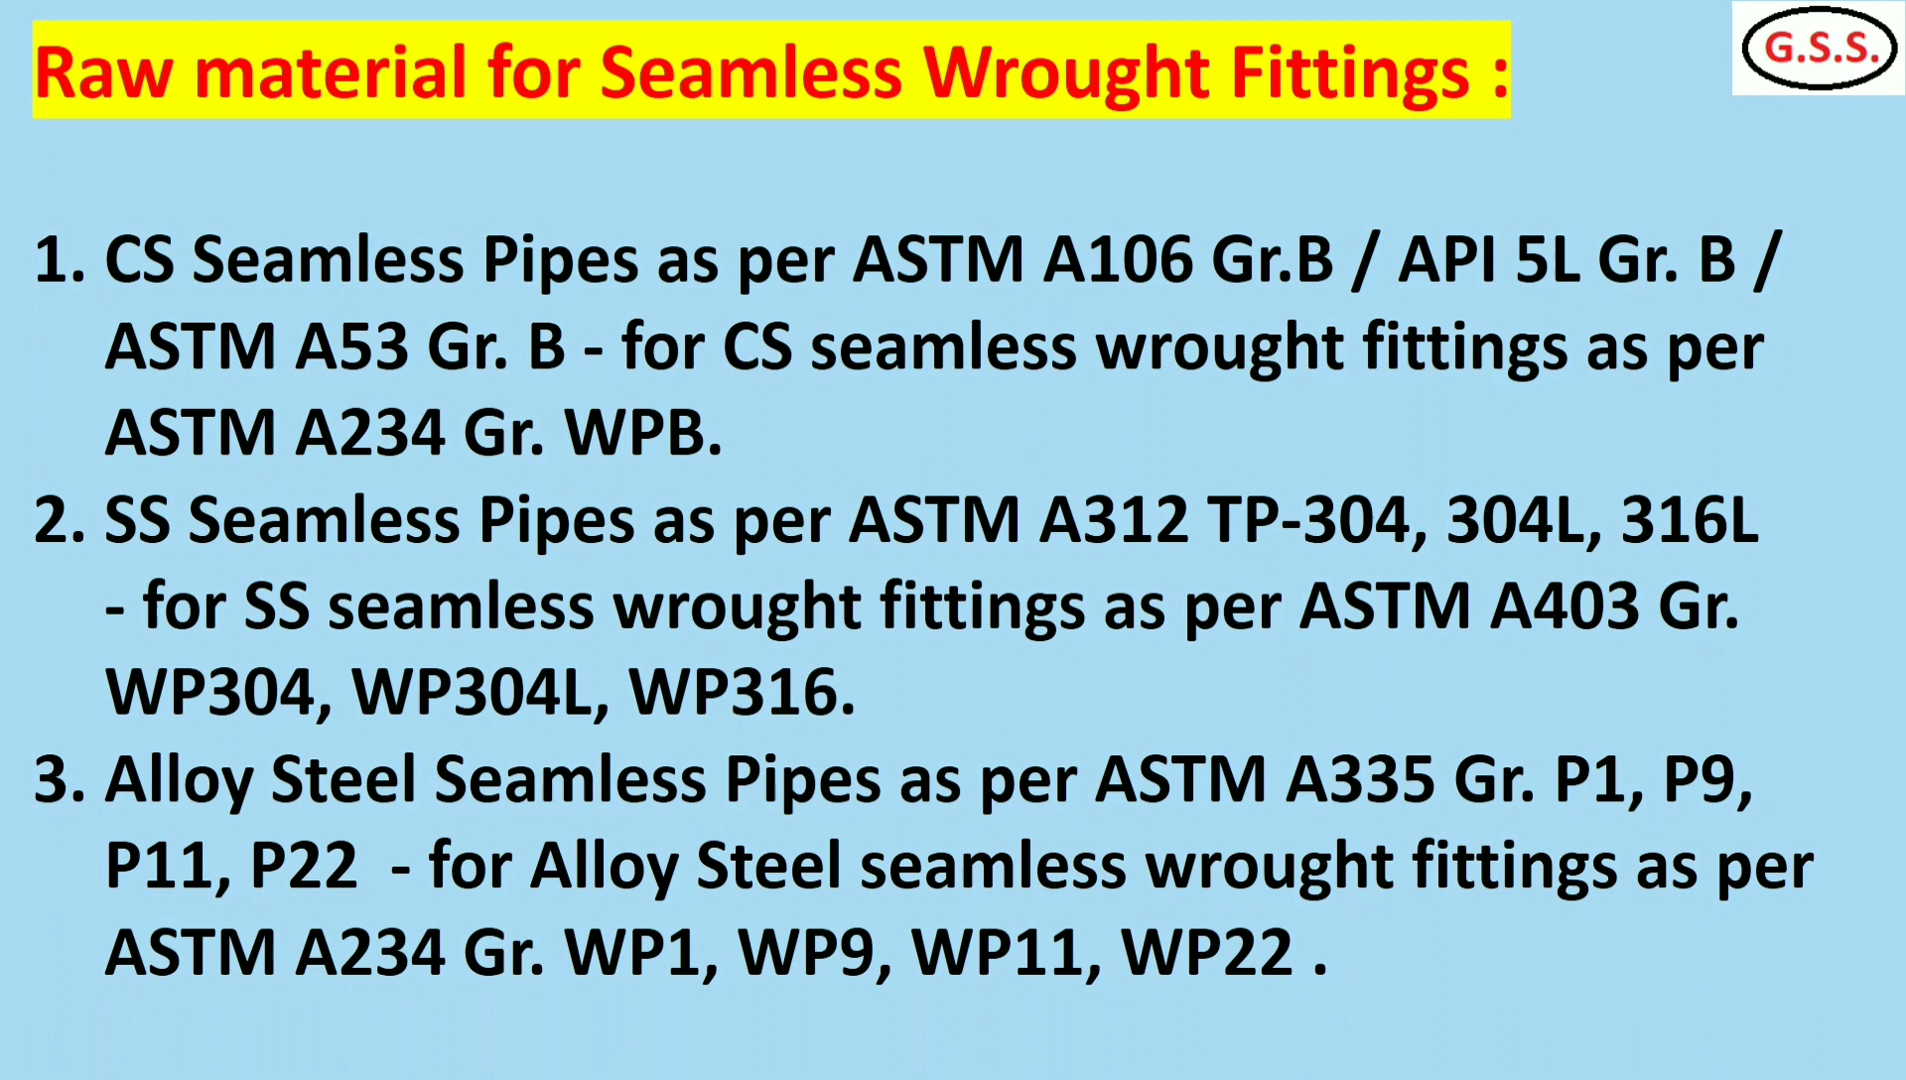 Raw material for Seamless Wrought Fittings :
G.S.S.
1. CS Seamless Pipes as per ASTM A106 Gr.B / API 5L Gr. B /
ASTM A53 Gr. B - for CS seamless wrought fittings as per
ASTM A234 Gr. WPB.
2. SS Seamless Pipes as per ASTM A312 TP-304, 304L, 316L
- for SS seamless wrought fittings as per ASTM A403 Gr.
WP304, WP304L, WP316.
3. Alloy Steel Seamless Pipes as per ASTM A335 Gr. P1, P9,
P11, P22 - for Alloy Steel seamless wrought fittings as per
ASTM A234 Gr. WP1, WP9, WP11, WP22 .